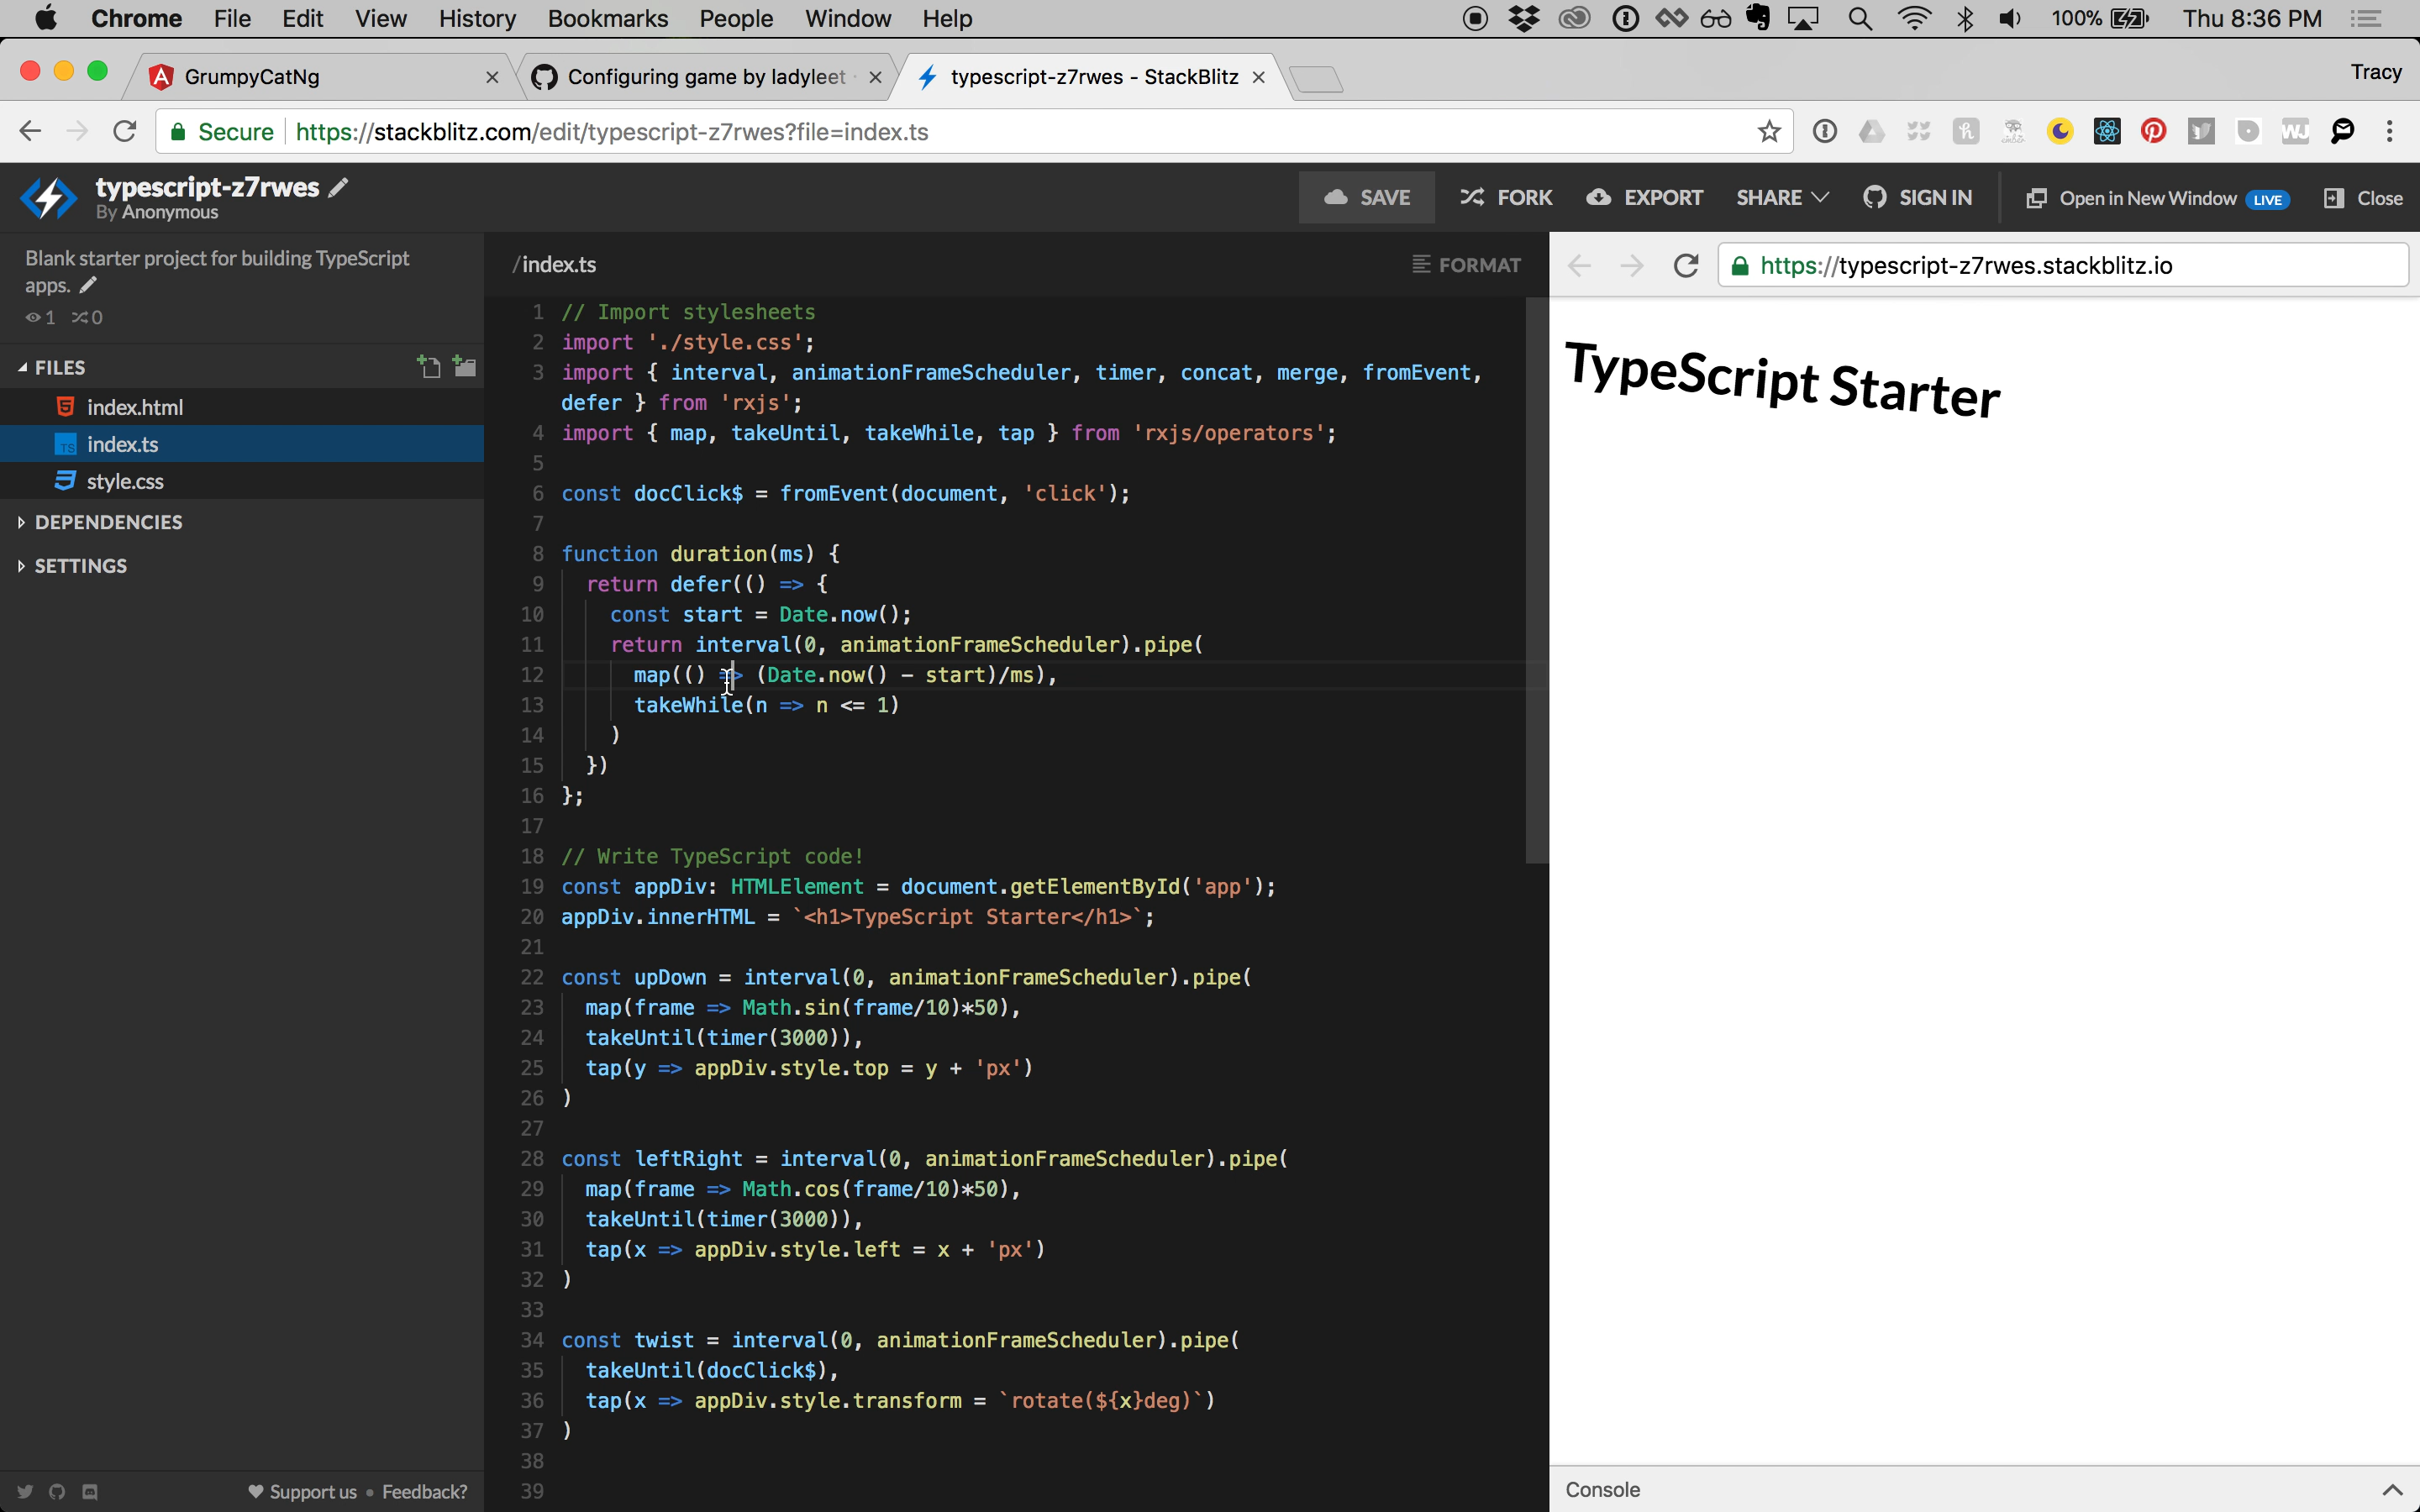 Chrome File Edit View History Bookmarks People Window Help 100% Thu 8:36 PM
GrumpyCatNg Configuring game by ladyleet typescript-z7rwes - StackBlitz Tracy
Secure https://stackblitz.com/edit/typescript-z7rwes?file=index.ts
typescript-z7rwes
By Anonymous
SAVE FORK EXPORT SHARE SIGN IN Open in New Window LIVE Close
Blank starter project for building TypeScript
apps.
1 0
FILES
index.html
index.ts
style.css
DEPENDENCIES
SETTINGS
Support us • Feedback?
/index.ts FORMAT
1 // Import stylesheets
2 import './style.css';
3 import { interval, animationFrameScheduler, timer, concat, merge, fromEvent,
defer } from 'rxjs';
4 import { map, takeUntil, takeWhile, tap } from 'rxjs/operators';
5
6 const docClick$ = fromEvent(document, 'click');
7
8 function duration(ms) {
9 return defer(() => {
10 const start = Date.now();
11 return interval(0, animationFrameScheduler).pipe(
12 map(() => (Date.now() - start)/ms),
13 takeWhile(n => n <= 1)
14 )
15 })
16 };
17
18 // Write TypeScript code!
19 const appDiv: HTMLElement = document.getElementById('app');
20 appDiv.innerHTML = `<h1>TypeScript Starter</h1>`;
21
22 const upDown = interval(0, animationFrameScheduler).pipe(
23 map(frame => Math.sin(frame/10)*50),
24 takeUntil(timer(3000)),
25 tap(y => appDiv.style.top = y + 'px')
26 )
27
28 const leftRight = interval(0, animationFrameScheduler).pipe(
29 map(frame => Math.cos(frame/10)*50),
30 takeUntil(timer(3000)),
31 tap(x => appDiv.style.left = x + 'px')
32 )
33
34 const twist = interval(0, animationFrameScheduler).pipe(
35 takeUntil(docClick$),
36 tap(x => appDiv.style.transform = `rotate(${x}deg)`)
37 )
38
39
https://typescript-z7rwes.stackblitz.io
TypeScript Starter
Console